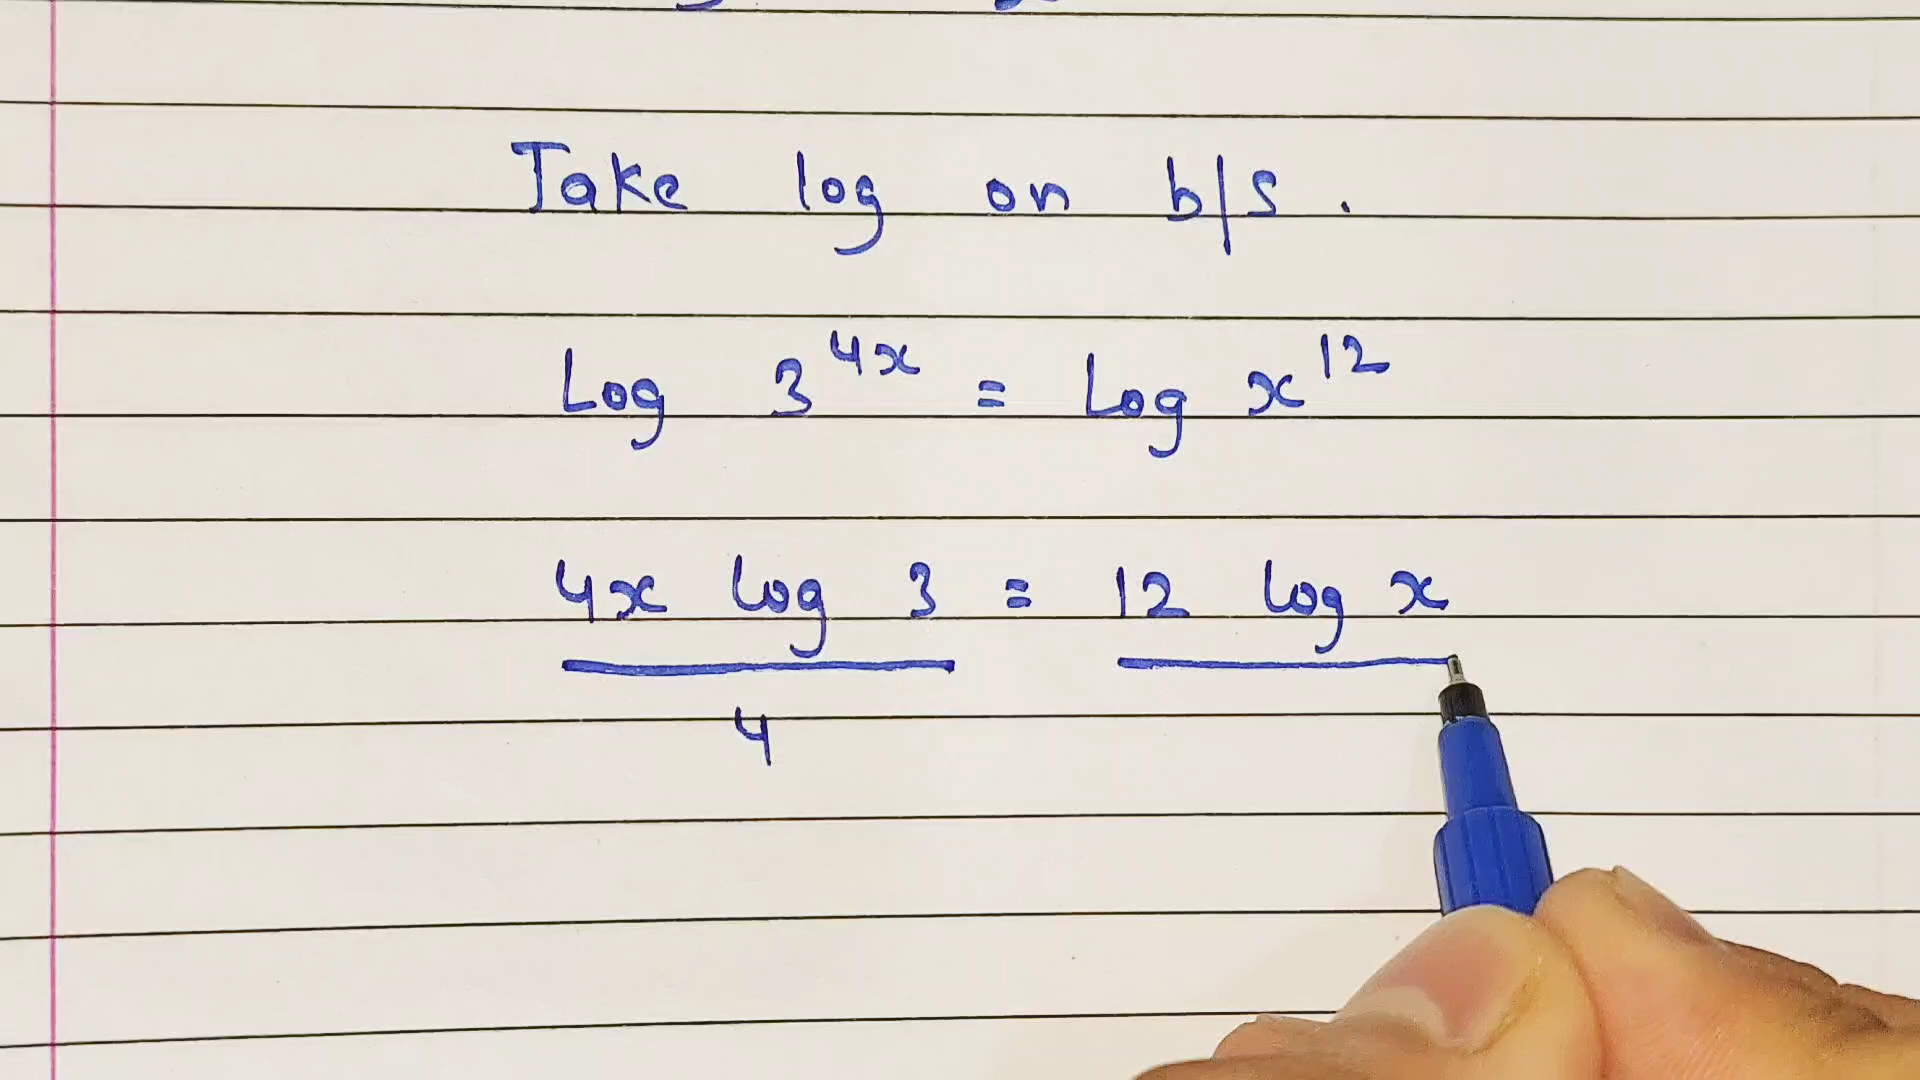 Take log on b/s.
Log 3^4x = Log x^12
4x log 3 = 12 log x
4